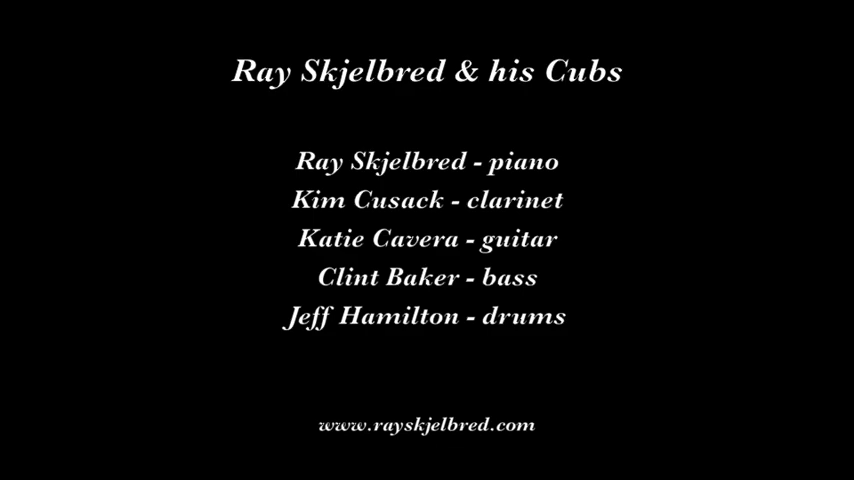 Ray Skjelbred & his Cubs
Ray Skjelbred - piano
Kim Cusack - clarinet
Katie Cavera - guitar
Clint Baker - bass
Jeff Hamilton - drums
www.rayskjelbred.com